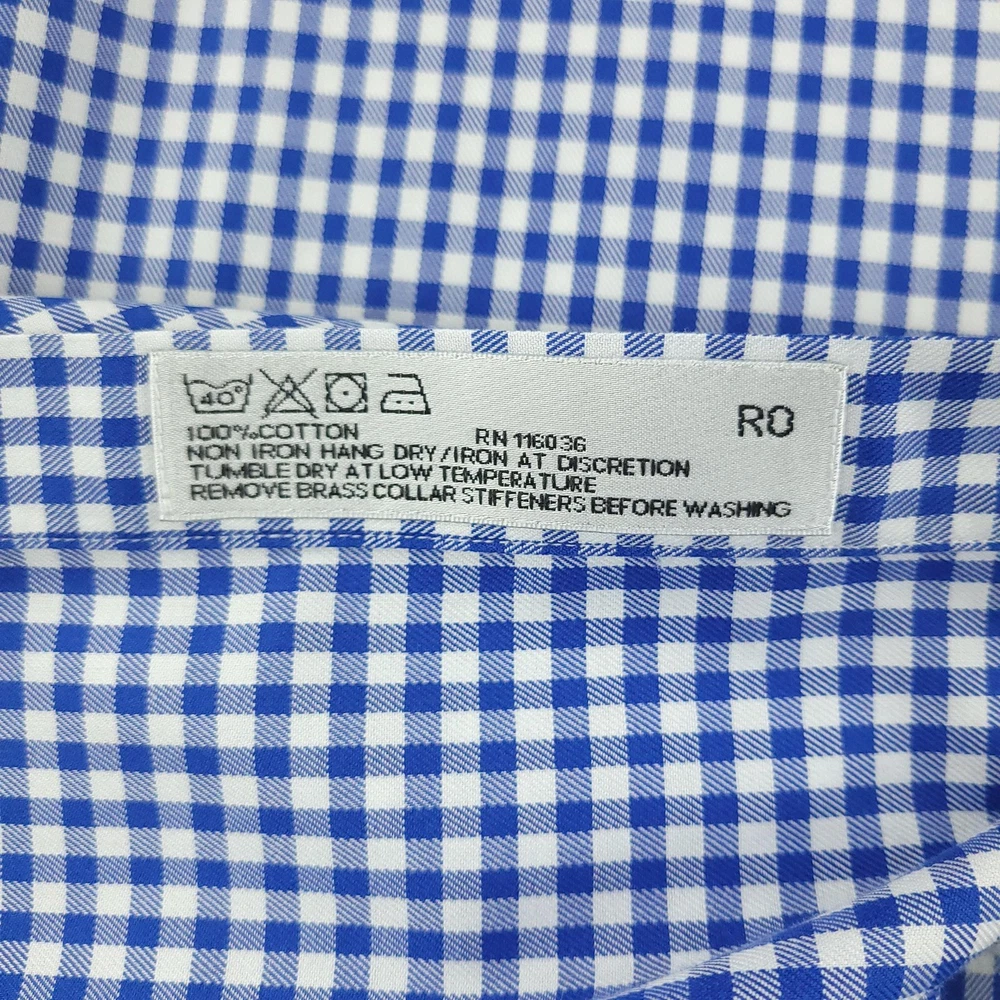 40°
RO
100%COTTON RN 116036
NON IRON HANG DRY/IRON AT DISCRETION
TUMBLE DRY AT LOW TEMPERATURE
REMOVE BRASS COLLAR STIFFENERS BEFORE WASHING